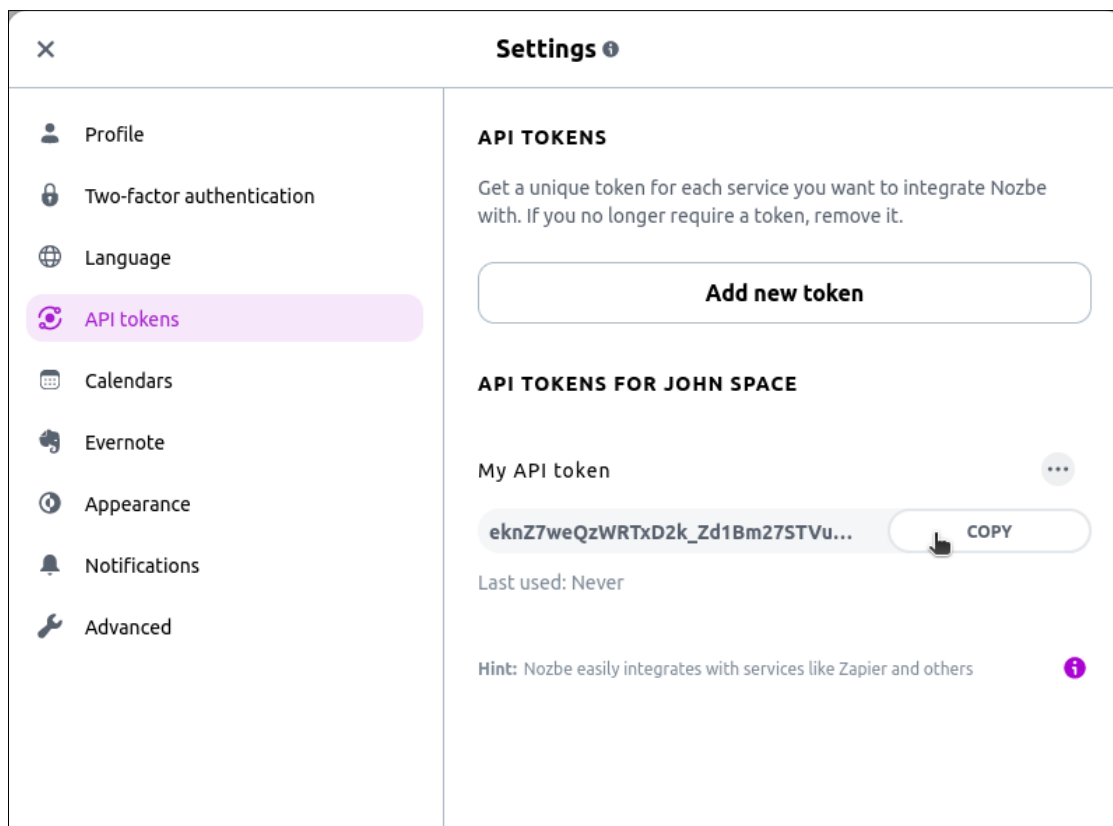 Settings
Profile
Two-factor authentication
Language
API tokens
Calendars
Evernote
Appearance
Notifications
Advanced
API TOKENS
Get a unique token for each service you want to integrate Nozbe
with. If you no longer require a token, remove it.
Add new token
API TOKENS FOR JOHN SPACE
My API token
eknZ7weQzWRTxD2k_Zd1Bm27STVu...
COPY
Last used: Never
Hint: Nozbe easily integrates with services like Zapier and others